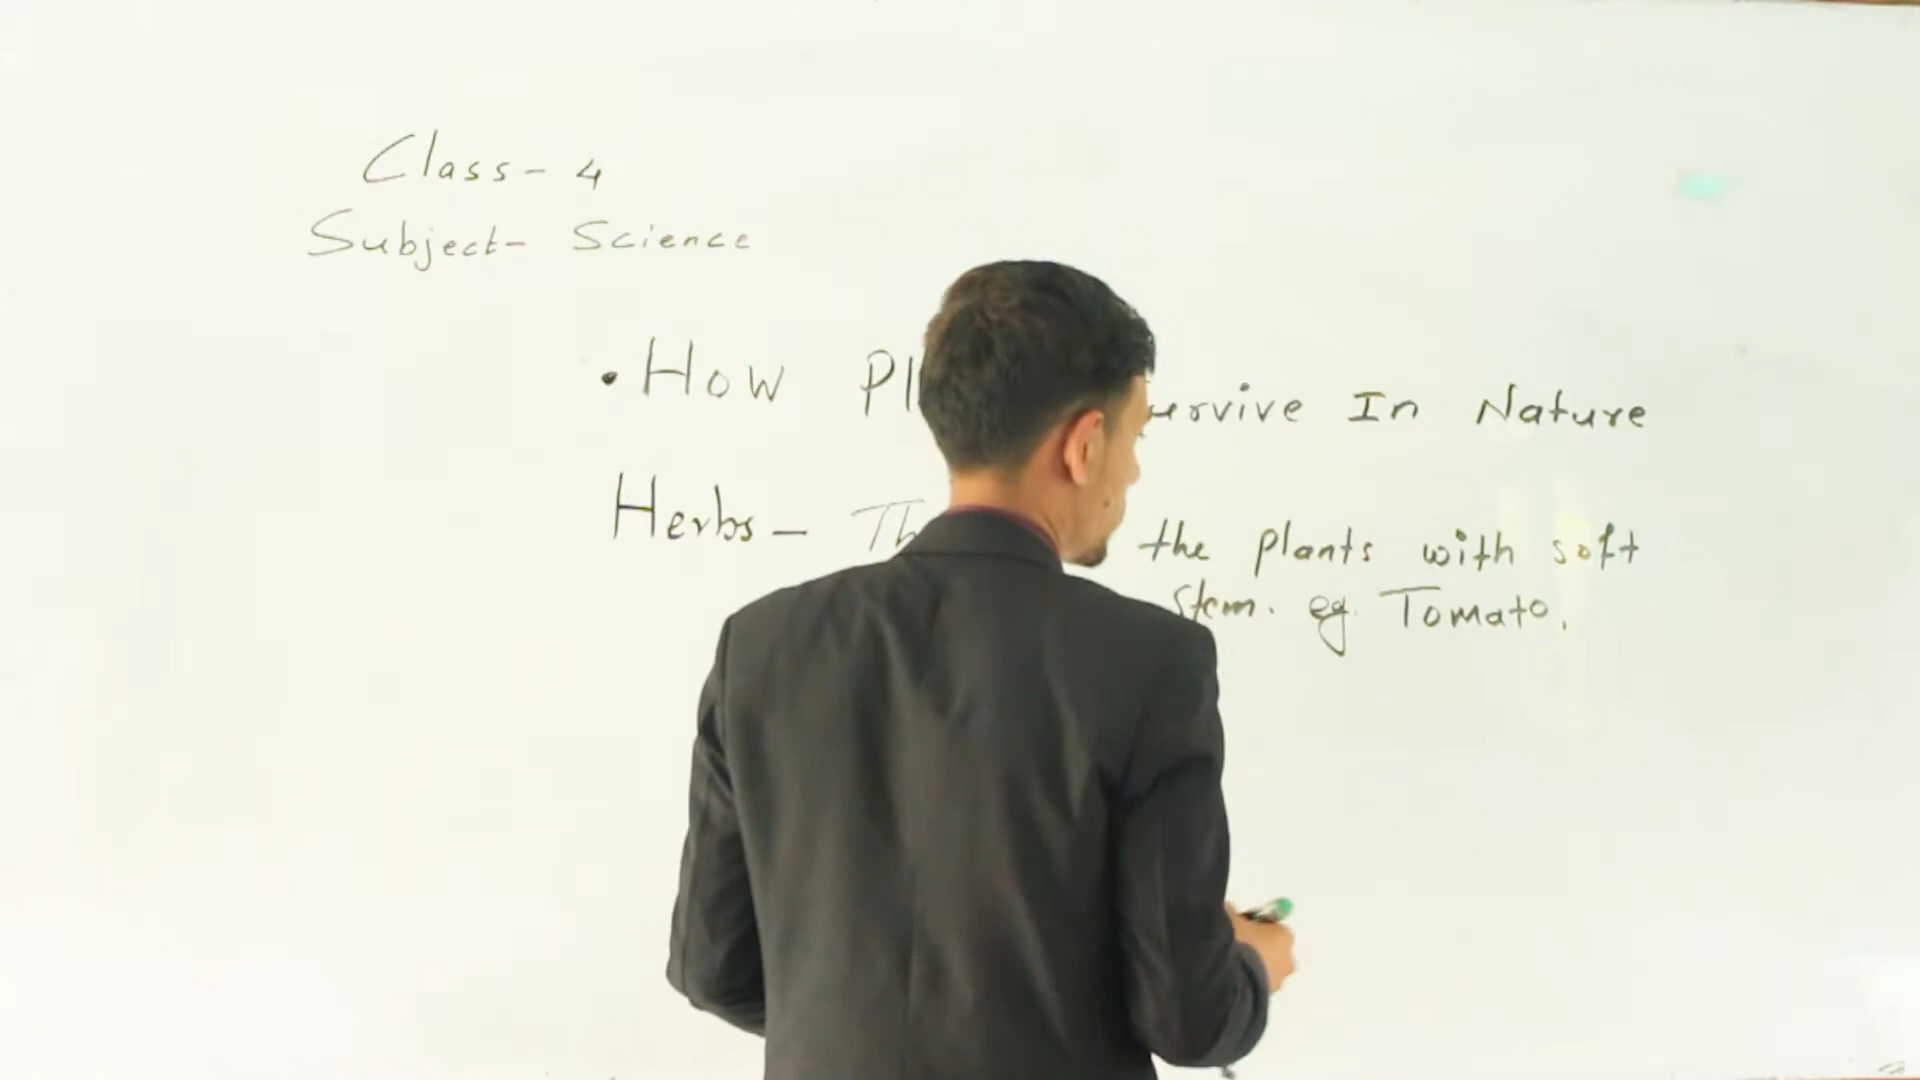 Class - 4
Subject - Science
• How Pl urvive In Nature
Herbs - Th the plants with soft
stem. eg. Tomato.